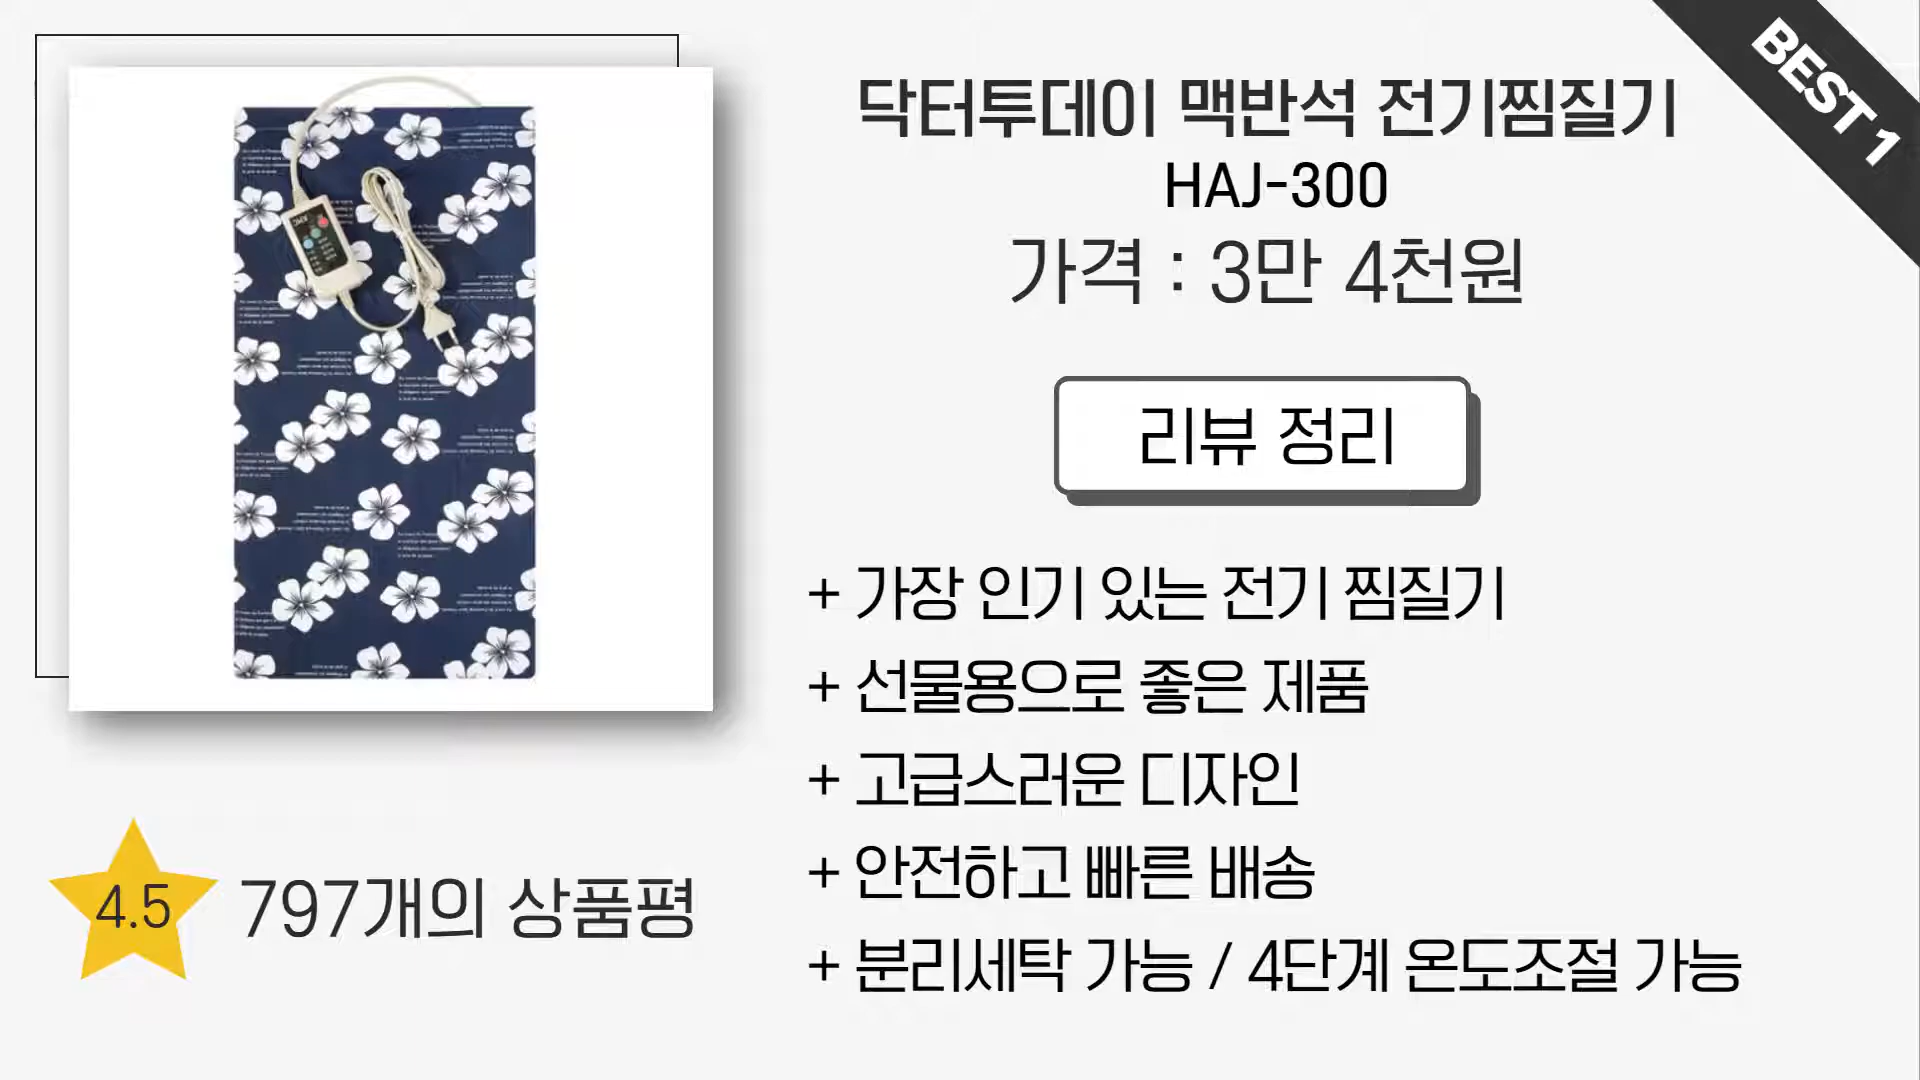 BEST 1
닥터투데이 맥반석 전기찜질기
HAJ-300
가격 : 3만 4천원
리뷰 정리
+ 가장 인기 있는 전기 찜질기
+ 선물용으로 좋은 제품
+ 고급스러운 디자인
+ 안전하고 빠른 배송
+ 분리세탁 가능 / 4단계 온도조절 가능
4.5
797개의 상품평